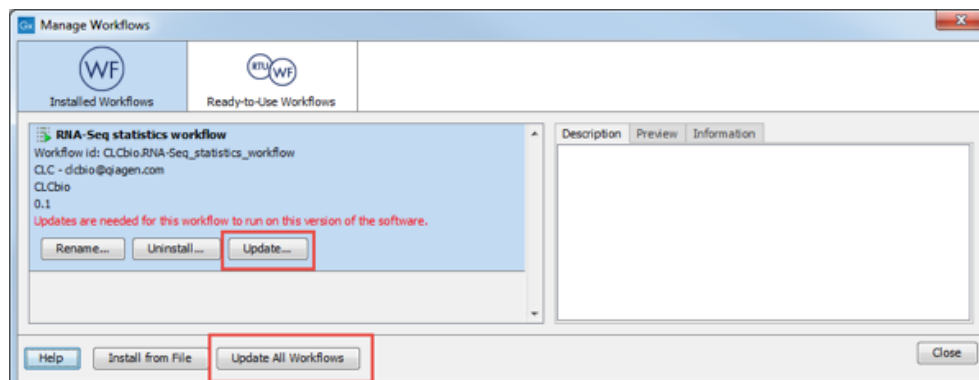 Gx Manage Workflows
WF
RTU WF
Installed Workflows
Ready-to-Use Workflows
RNA-Seq statistics workflow
Workflow id: CLCbio.RNA-Seq_statistics_workflow
CLC - clcbio@qiagen.com
CLCbio
0.1
Updates are needed for this workflow to run on this version of the software.
Rename... Uninstall... Update...
Description Preview Information
Help Install from File Update All Workflows Close